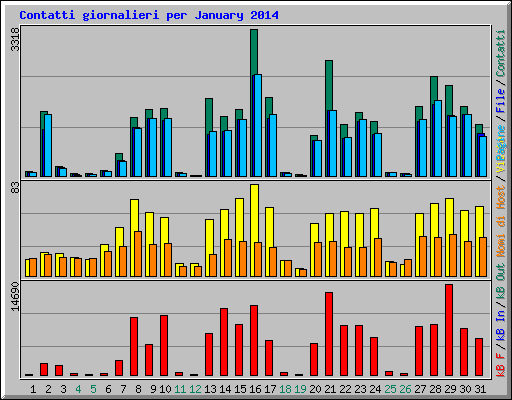 Contatti giornalieri per January 2014
3318
83
14690
kB F / kB In / kB Out Nomi di Host / Vi Pagine / File / Contatti
1 2 3 4 5 6 7 8 9 10 11 12 13 14 15 16 17 18 19 20 21 22 23 24 25 26 27 28 29 30 31